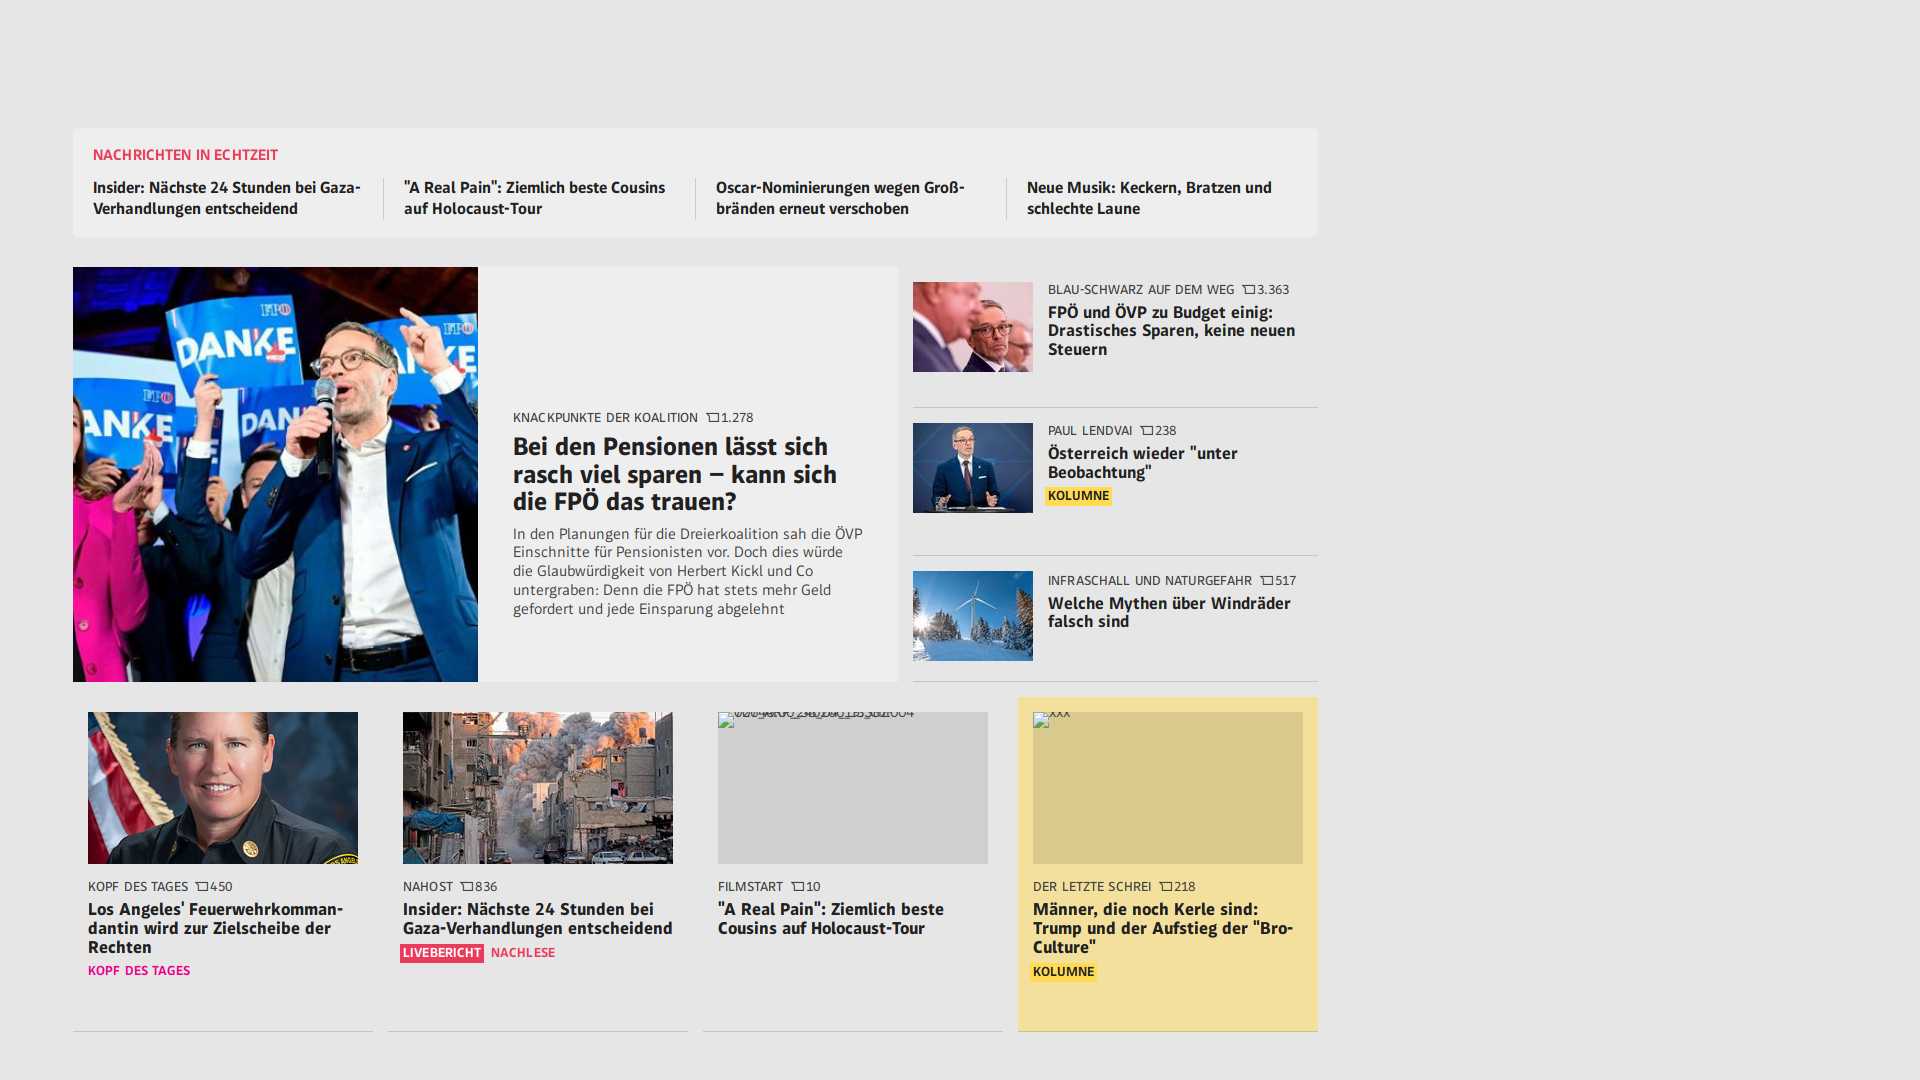 NACHRICHTEN IN ECHTZEIT
Insider: Nächste 24 Stunden bei Gaza-
Verhandlungen entscheidend
"A Real Pain": Ziemlich beste Cousins
auf Holocaust-Tour
Oscar-Nominierungen wegen Groß-
bränden erneut verschoben
Neue Musik: Keckern, Bratzen und
schlechte Laune
FPÖ
DANKE
FPÖ
FPÖ
ANKE
DAN
KNACKPUNKTE DER KOALITION 1.278
Bei den Pensionen lässt sich
rasch viel sparen – kann sich
die FPÖ das trauen?
In den Planungen für die Dreierkoalition sah die ÖVP
Einschnitte für Pensionisten vor. Doch dies würde
die Glaubwürdigkeit von Herbert Kickl und Co
untergraben: Denn die FPÖ hat stets mehr Geld
gefordert und jede Einsparung abgelehnt
BLAU-SCHWARZ AUF DEM WEG 3.363
FPÖ und ÖVP zu Budget einig:
Drastisches Sparen, keine neuen
Steuern
PAUL LENDVAI 238
Österreich wieder "unter
Beobachtung"
KOLUMNE
INFRASCHALL UND NATURGEFAHR 517
Welche Mythen über Windräder
falsch sind
KOPF DES TAGES 450
Los Angeles' Feuerwehrkomman-
dantin wird zur Zielscheibe der
Rechten
KOPF DES TAGES
NAHOST 836
Insider: Nächste 24 Stunden bei
Gaza-Verhandlungen entscheidend
LIVEBERICHT NACHLESE
FILMSTART 10
"A Real Pain": Ziemlich beste
Cousins auf Holocaust-Tour
XXX
DER LETZTE SCHREI 218
Männer, die noch Kerle sind:
Trump und der Aufstieg der "Bro-
Culture"
KOLUMNE